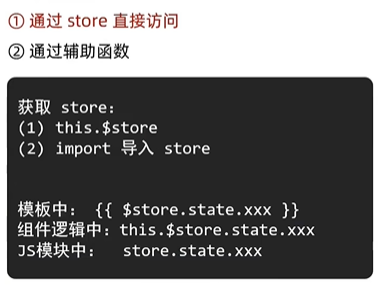 ① 通过 store 直接访问
② 通过辅助函数
获取 store：
(1) this.$store
(2) import 导入 store
模板中： {{ $store.state.xxx }}
组件逻辑中：this.$store.state.xxx
JS模块中： store.state.xxx